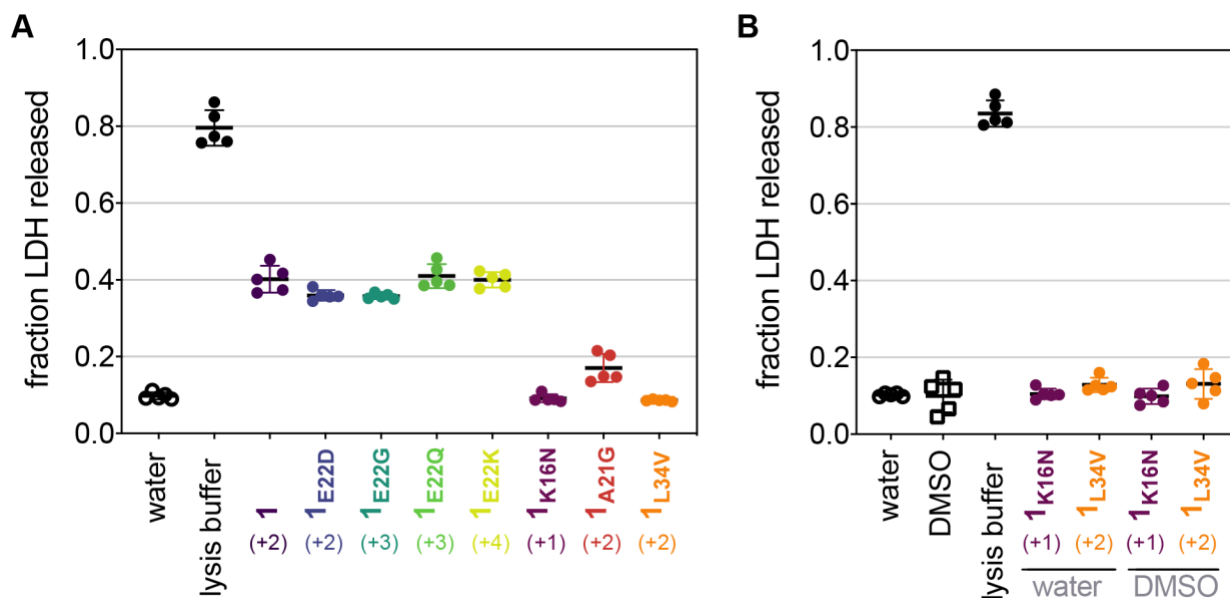 A
fraction LDH released
1.0
0.8
0.6
0.4
0.2
0.0
water
lysis buffer
1
(+2)
1E22D
(+2)
1E22G
(+3)
1E22Q
(+3)
1E22K
(+4)
1K16N
(+1)
1A21G
(+2)
1L34V
(+2)
B
fraction LDH released
1.0
0.8
0.6
0.4
0.2
0.0
water
DMSO
lysis buffer
1K16N
(+1)
1L34V
(+2)
1K16N
(+1)
1L34V
(+2)
water
DMSO